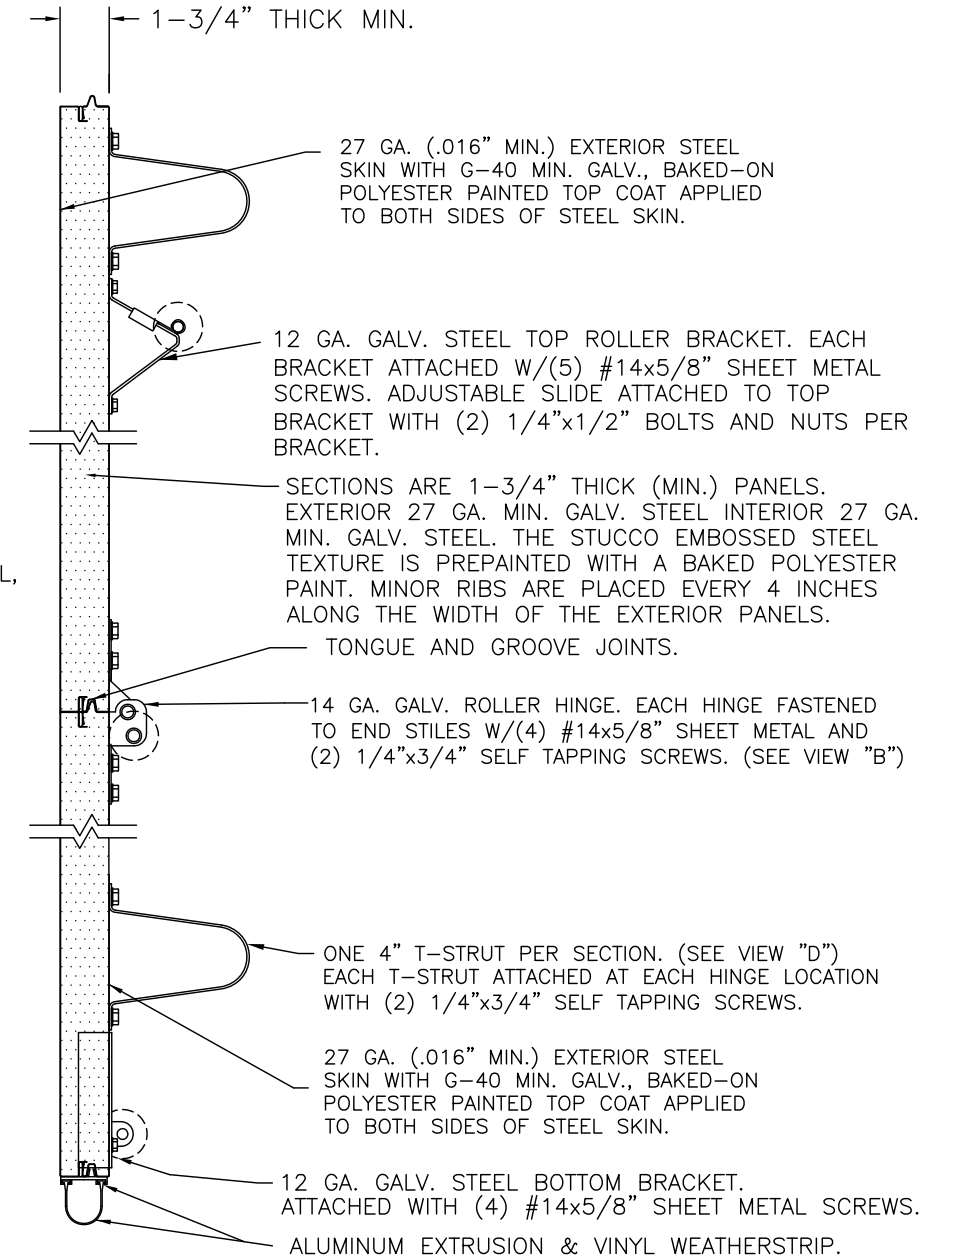 1-3/4" THICK MIN.
27 GA. (.016" MIN.) EXTERIOR STEEL
SKIN WITH G-40 MIN. GALV., BAKED-ON
POLYESTER PAINTED TOP COAT APPLIED
TO BOTH SIDES OF STEEL SKIN.
12 GA. GALV. STEEL TOP ROLLER BRACKET. EACH
BRACKET ATTACHED W/(5) #14x5/8" SHEET METAL
SCREWS. ADJUSTABLE SLIDE ATTACHED TO TOP
BRACKET WITH (2) 1/4"x1/2" BOLTS AND NUTS PER
BRACKET.
SECTIONS ARE 1-3/4" THICK (MIN.) PANELS.
EXTERIOR 27 GA. MIN. GALV. STEEL INTERIOR 27 GA.
MIN. GALV. STEEL. THE STUCCO EMBOSSED STEEL
TEXTURE IS PREPAINTED WITH A BAKED POLYESTER
PAINT. MINOR RIBS ARE PLACED EVERY 4 INCHES
ALONG THE WIDTH OF THE EXTERIOR PANELS.
L,
TONGUE AND GROOVE JOINTS.
14 GA. GALV. ROLLER HINGE. EACH HINGE FASTENED
TO END STILES W/(4) #14x5/8" SHEET METAL AND
(2) 1/4"x3/4" SELF TAPPING SCREWS. (SEE VIEW "B")
ONE 4" T-STRUT PER SECTION. (SEE VIEW "D")
EACH T-STRUT ATTACHED AT EACH HINGE LOCATION
WITH (2) 1/4"x3/4" SELF TAPPING SCREWS.
27 GA. (.016" MIN.) EXTERIOR STEEL
SKIN WITH G-40 MIN. GALV., BAKED-ON
POLYESTER PAINTED TOP COAT APPLIED
TO BOTH SIDES OF STEEL SKIN.
12 GA. GALV. STEEL BOTTOM BRACKET.
ATTACHED WITH (4) #14x5/8" SHEET METAL SCREWS.
ALUMINUM EXTRUSION & VINYL WEATHERSTRIP.